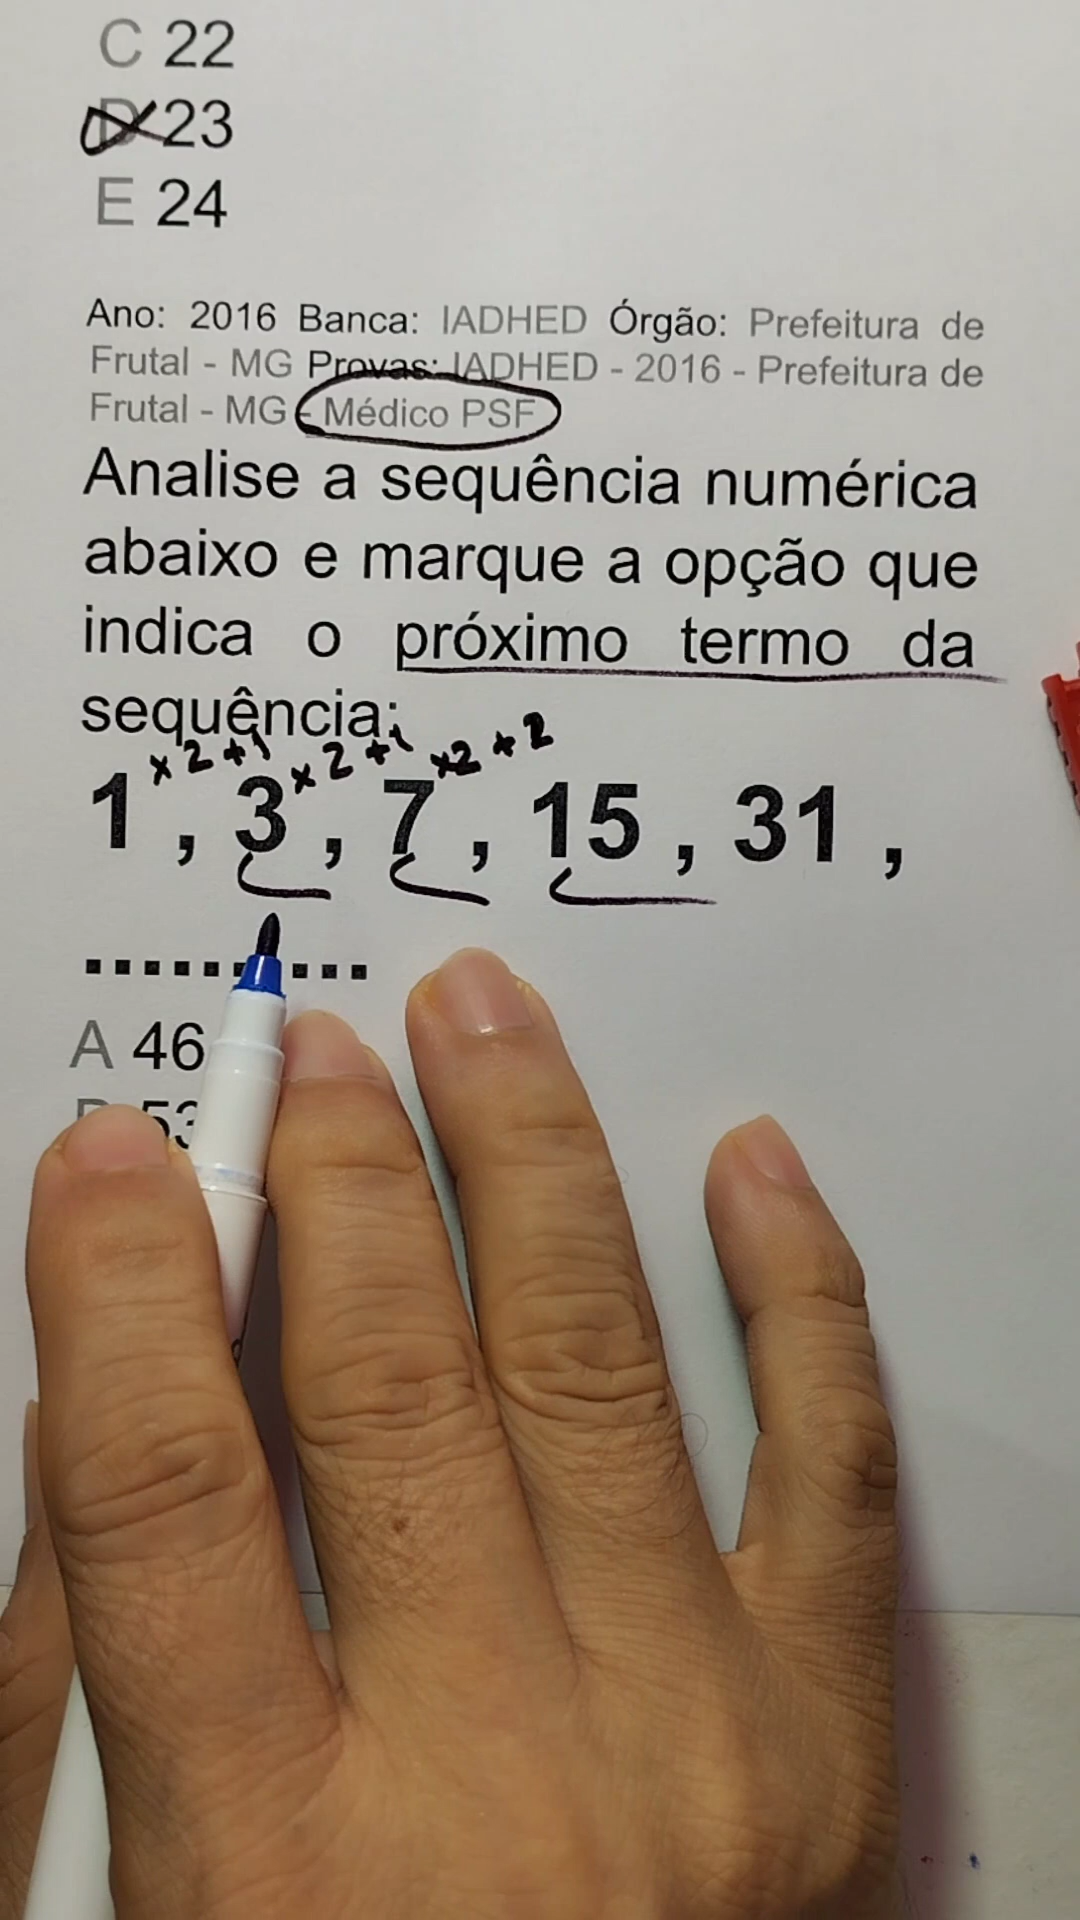 C 22
D 23
E 24
Ano: 2016 Banca: IADHED Órgão: Prefeitura de
Frutal - MG Provas: IADHED - 2016 - Prefeitura de
Frutal - MG - Médico PSF
Analise a sequência numérica
abaixo e marque a opção que
indica o próximo termo da
sequência:
x2+1 x2+1 x2+2
1 , 3 , 7 , 15 , 31 ,
..........
A 46
53